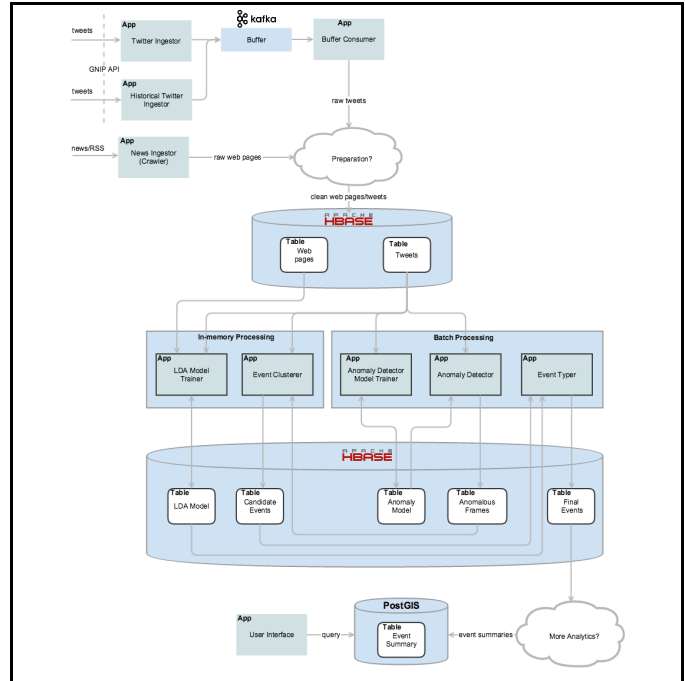 kafka
App
App
tweets
Twitter Ingestor
Buffer
Buffer Consumer
GNIP API
App
tweets
Historical Twitter
Ingestor
raw tweets
App
news/RSS
News Ingestor
(Crawler)
raw web pages
Preparation?
clean web pages/tweets
APACHE
HBASE
Table
Web
pages
Table
Tweets
In-memory Processing
Batch Processing
App
LDA Model
Trainer
App
Event Clusterer
App
Anomaly Detector
Model Trainer
App
Anomaly Detector
App
Event Typer
APACHE
HBASE
Table
LDA Model
Table
Candidate
Events
Table
Anomaly
Model
Table
Anomalous
Frames
Table
Final
Events
PostGIS
App
User Interface
query
Table
Event
Summary
event summaries
More Analytics?